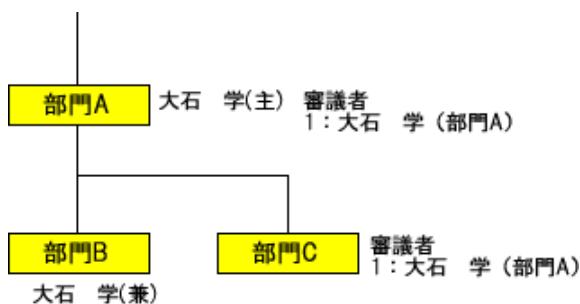 部門A
大石　学(主)
審議者
1：大石　学（部門A）
部門B
部門C
審議者
1：大石　学（部門A）
大石　学(兼)